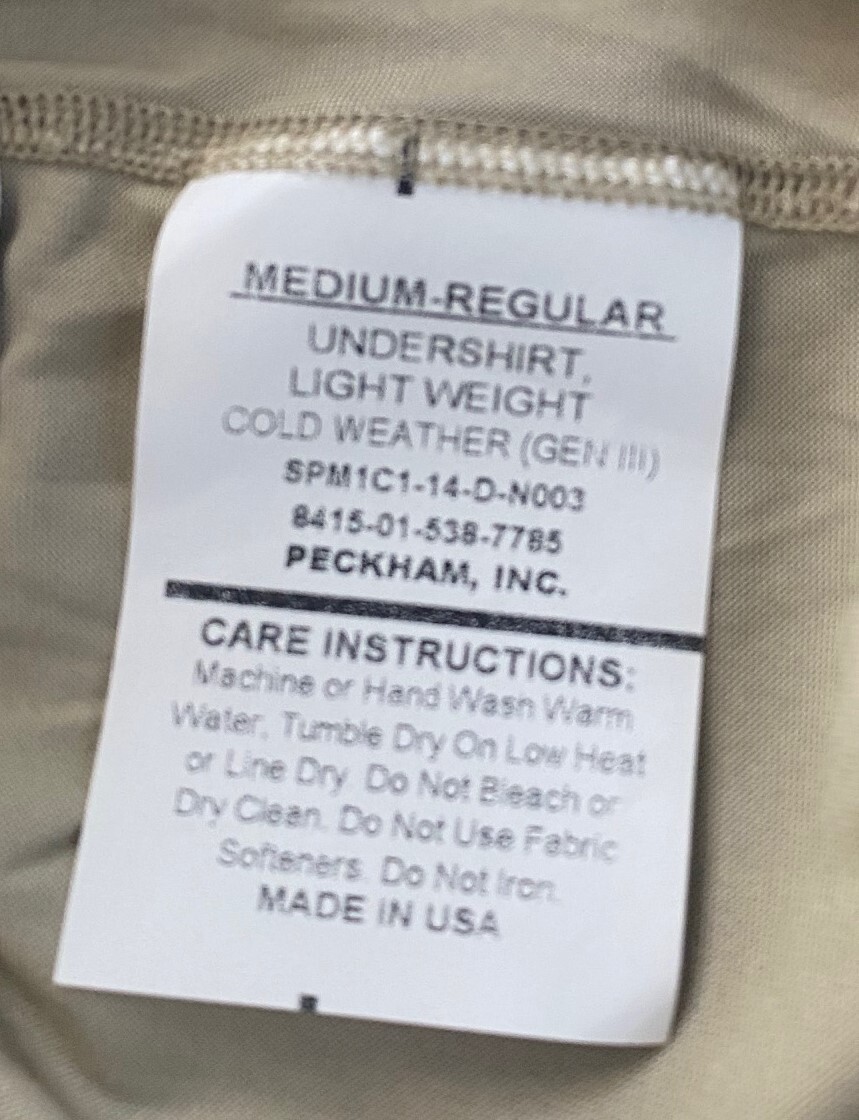 MEDIUM-REGULAR
UNDERSHIRT,
LIGHT WEIGHT
COLD WEATHER (GEN III)
SPM1C1-14-D-N003
8415-01-538-7785
PECKHAM, INC.
CARE INSTRUCTIONS:
Machine or Hand Wash Warm
Water. Tumble Dry On Low Heat
or Line Dry. Do Not Bleach or
Dry Clean. Do Not Use Fabric
Softeners. Do Not Iron.
MADE IN USA